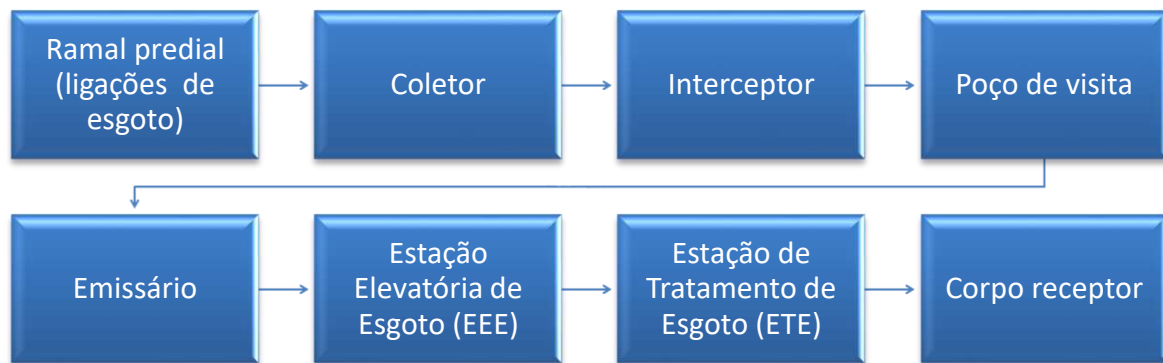 Ramal predial
(ligações de
esgoto)
Coletor
Interceptor
Poço de visita
Emissário
Estação
Elevatória de
Esgoto (EEE)
Estação de
Tratamento de
Esgoto (ETE)
Corpo receptor